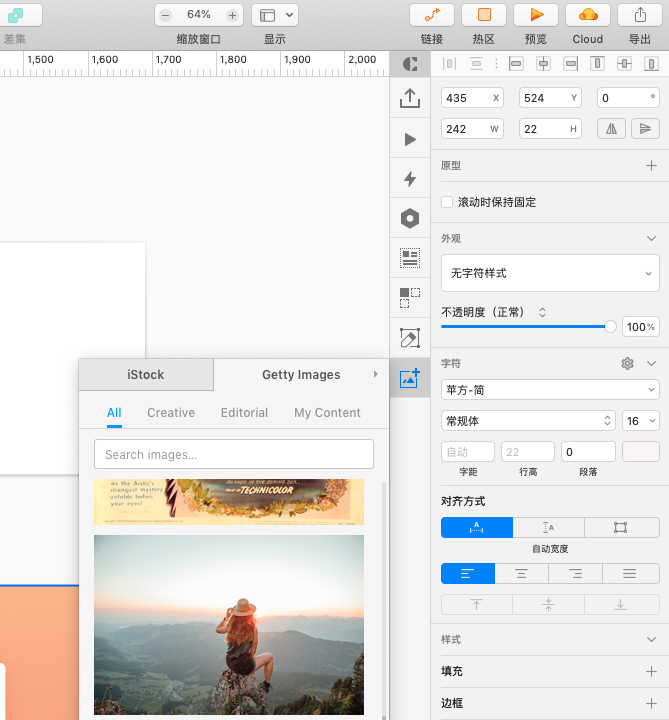 64%
差集
缩放窗口
显示
链接
热区
预览
Cloud
导出
1,500
1,600
1,700
1,800
1,900
2,000
435 X
524 Y
0 °
242 W
22 H
原型
滚动时保持固定
外观
无字符样式
不透明度（正常）
100%
字符
苹方-简
常规体
16
自动
22
0
字距
行高
段落
对齐方式
A
A
自动宽度
样式
填充
边框
iStock
Getty Images
All
Creative
Editorial
My Content
Search images...
ISLANDS IN THE BERING SEA...
as the Arctic's
strangest mystery
unfolds before
your eyes!
TECHNICOLOR